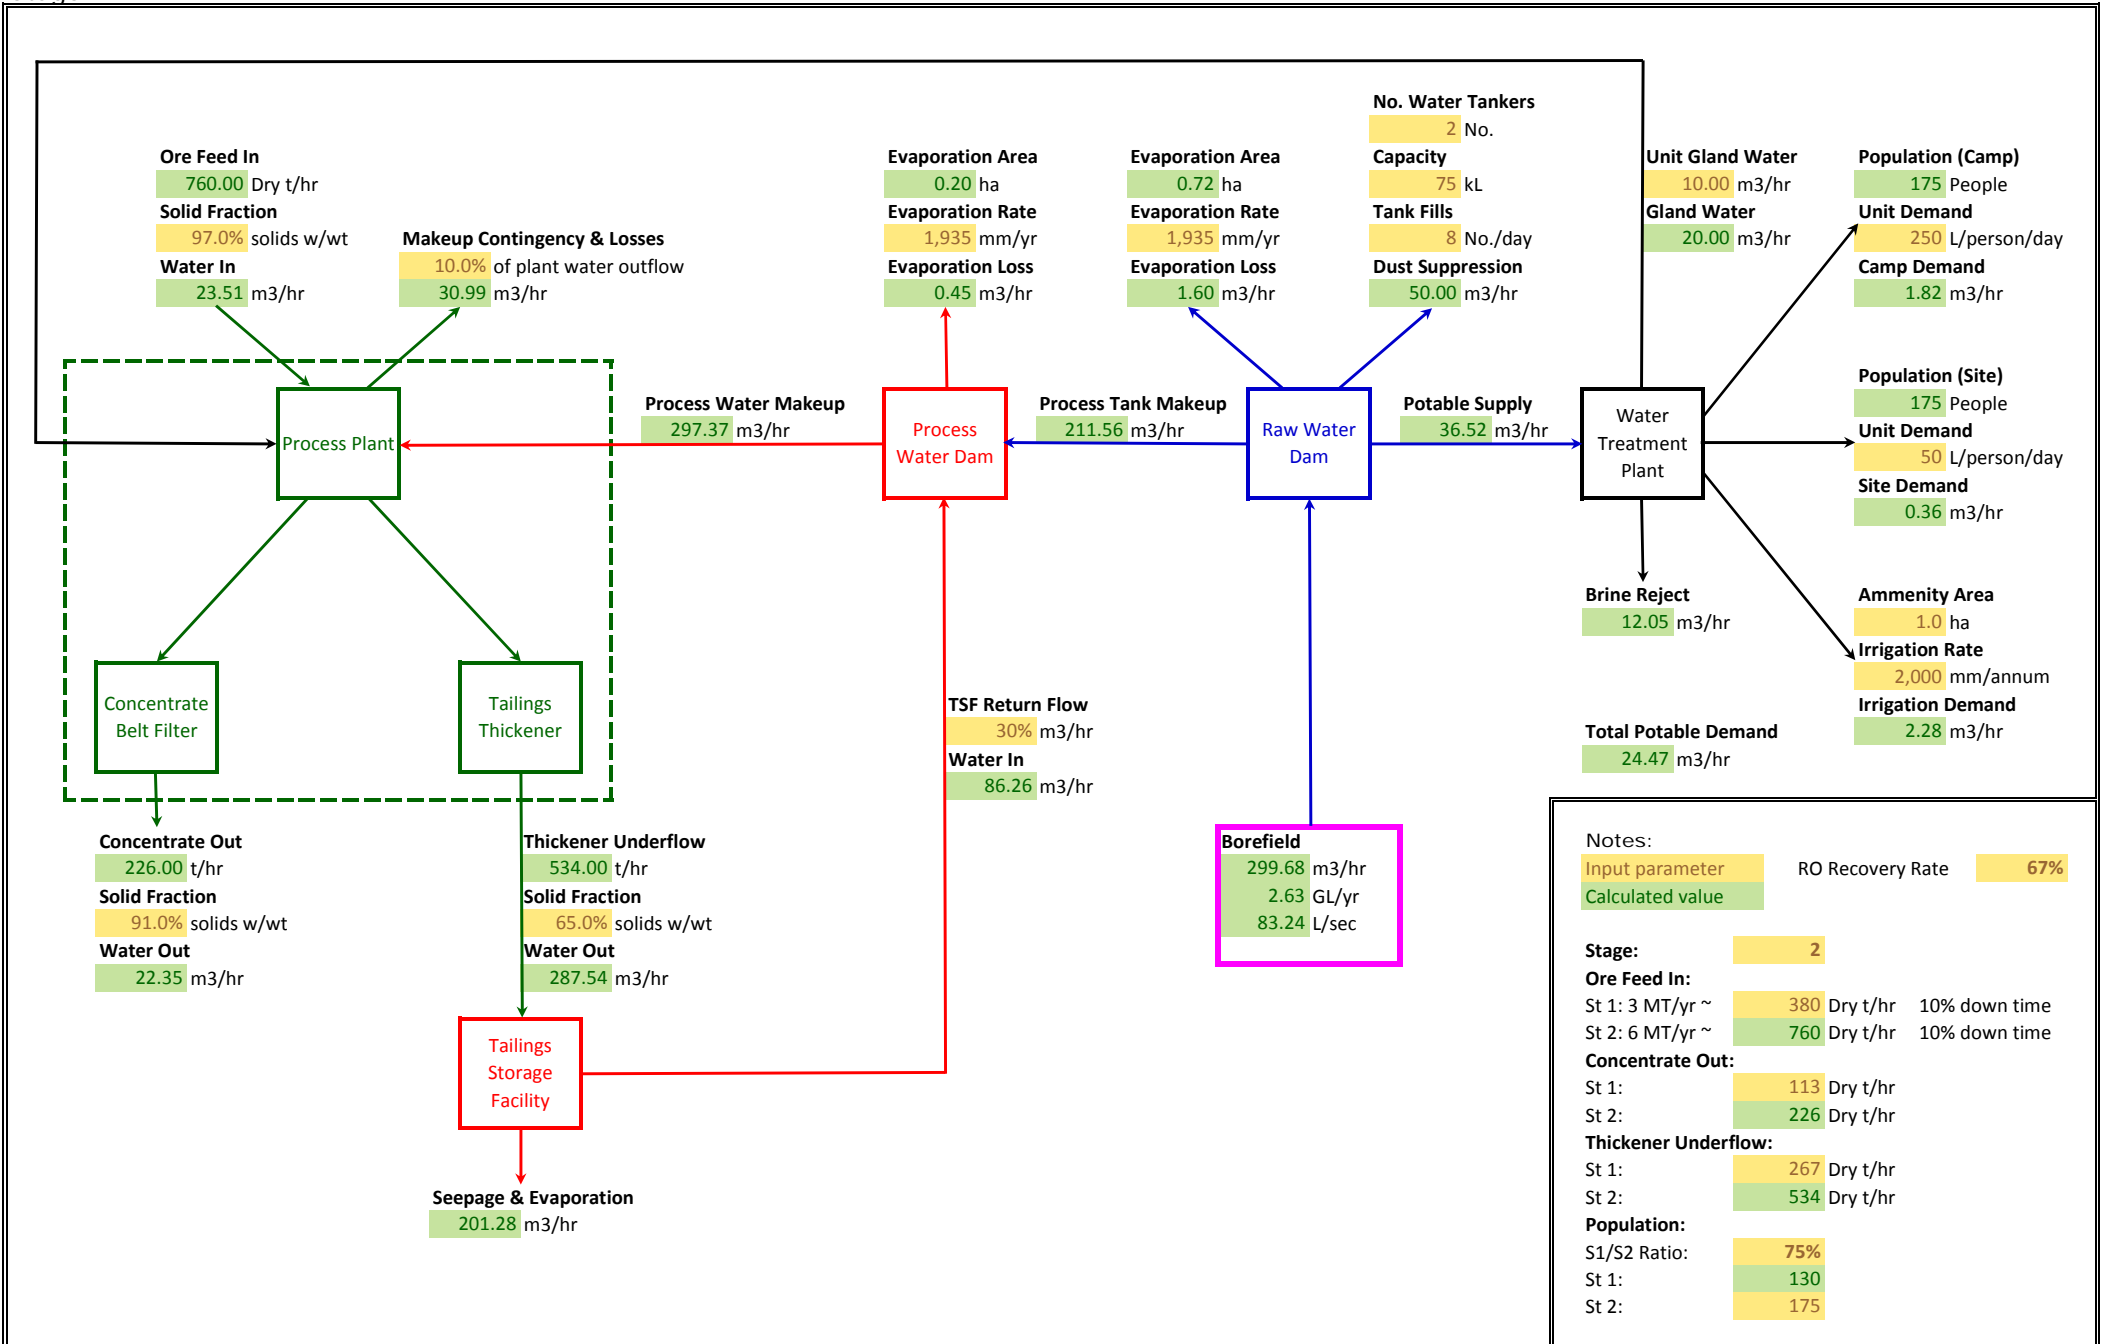 No. Water Tankers
2 No.
Ore Feed In
760.00 Dry t/hr
Solid Fraction
97.0% solids w/wt
Water In
23.51 m3/hr
Makeup Contingency & Losses
10.0% of plant water outflow
30.99 m3/hr
Evaporation Area
0.20 ha
Evaporation Rate
1,935 mm/yr
Evaporation Loss
0.45 m3/hr
Evaporation Area
0.72 ha
Evaporation Rate
1,935 mm/yr
Evaporation Loss
1.60 m3/hr
Capacity
75 kL
Tank Fills
8 No./day
Dust Suppression
50.00 m3/hr
Unit Gland Water
10.00 m3/hr
Gland Water
20.00 m3/hr
Population (Camp)
175 People
Unit Demand
250 L/person/day
Camp Demand
1.82 m3/hr
Process Plant
Process Water Makeup
297.37 m3/hr
Process
Water Dam
Process Tank Makeup
211.56 m3/hr
Raw Water
Dam
Potable Supply
36.52 m3/hr
Water
Treatment
Plant
Population (Site)
175 People
Unit Demand
50 L/person/day
Site Demand
0.36 m3/hr
Brine Reject
12.05 m3/hr
Ammenity Area
1.0 ha
Irrigation Rate
2,000 mm/annum
Irrigation Demand
2.28 m3/hr
Total Potable Demand
24.47 m3/hr
Concentrate
Belt Filter
Tailings
Thickener
TSF Return Flow
30% m3/hr
Water In
86.26 m3/hr
Concentrate Out
226.00 t/hr
Solid Fraction
91.0% solids w/wt
Water Out
22.35 m3/hr
Thickener Underflow
534.00 t/hr
Solid Fraction
65.0% solids w/wt
Water Out
287.54 m3/hr
Borefield
299.68 m3/hr
2.63 GL/yr
83.24 L/sec
Tailings
Storage
Facility
Seepage & Evaporation
201.28 m3/hr
Notes:
Input parameter RO Recovery Rate 67%
Calculated value
Stage: 2
Ore Feed In:
St 1: 3 MT/yr ~ 380 Dry t/hr 10% down time
St 2: 6 MT/yr ~ 760 Dry t/hr 10% down time
Concentrate Out:
St 1: 113 Dry t/hr
St 2: 226 Dry t/hr
Thickener Underflow:
St 1: 267 Dry t/hr
St 2: 534 Dry t/hr
Population:
S1/S2 Ratio: 75%
St 1: 130
St 2: 175